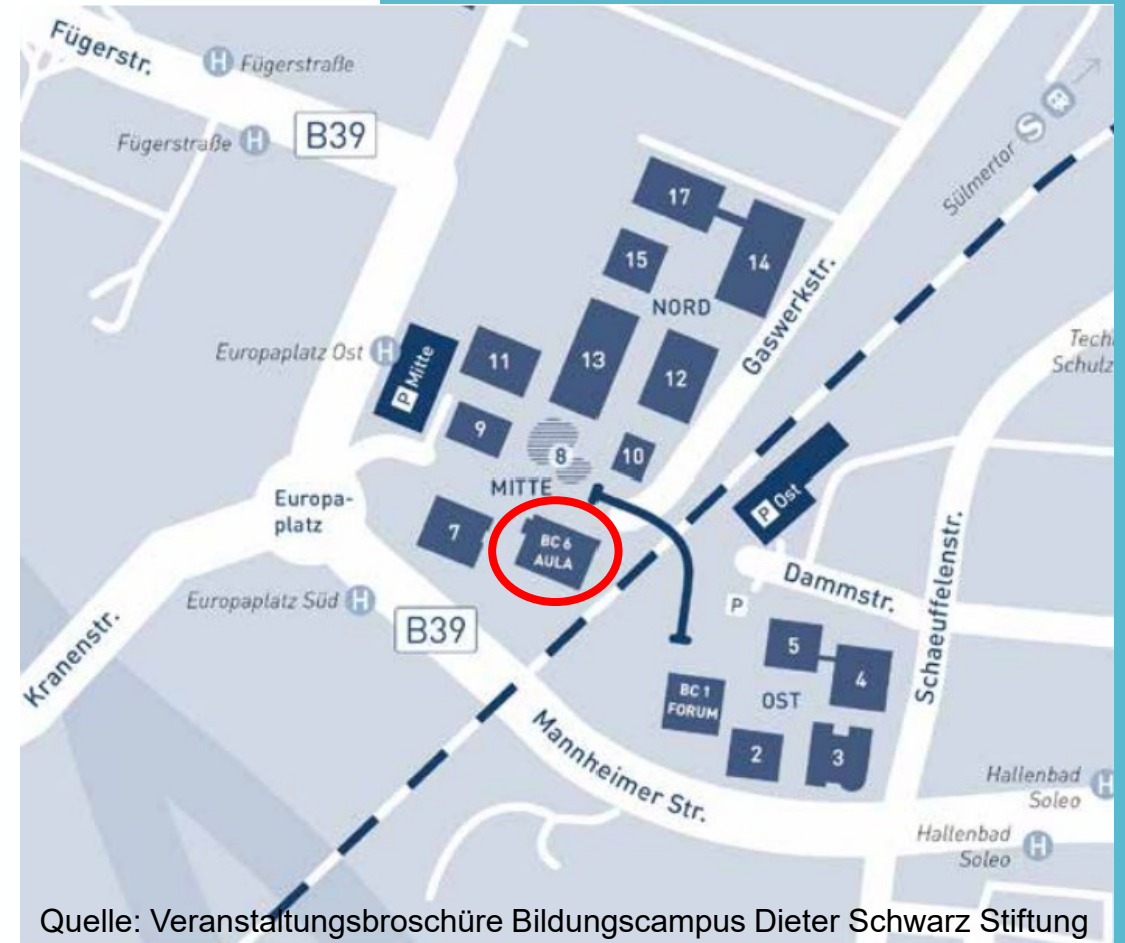 Fügerstr.
H Fügerstraße
Fügerstraße H
B39
Sülmertor S
17
15
14
NORD
Gaswerkstr.
Europaplatz Ost H
P Mitte
11
13
12
Tech
Schulz
9
8
10
MITTE
Europa-
platz
7
BC 6
AULA
P Ost
Dammstr.
Schaeuffelenstr.
Europaplatz Süd H
B39
P
Kranenstr.
5
4
BC 1
FORUM
OST
2
3
Mannheimer Str.
Hallenbad H
Soleo
Hallenbad H
Soleo
Quelle: Veranstaltungsbroschüre Bildungscampus Dieter Schwarz Stiftung